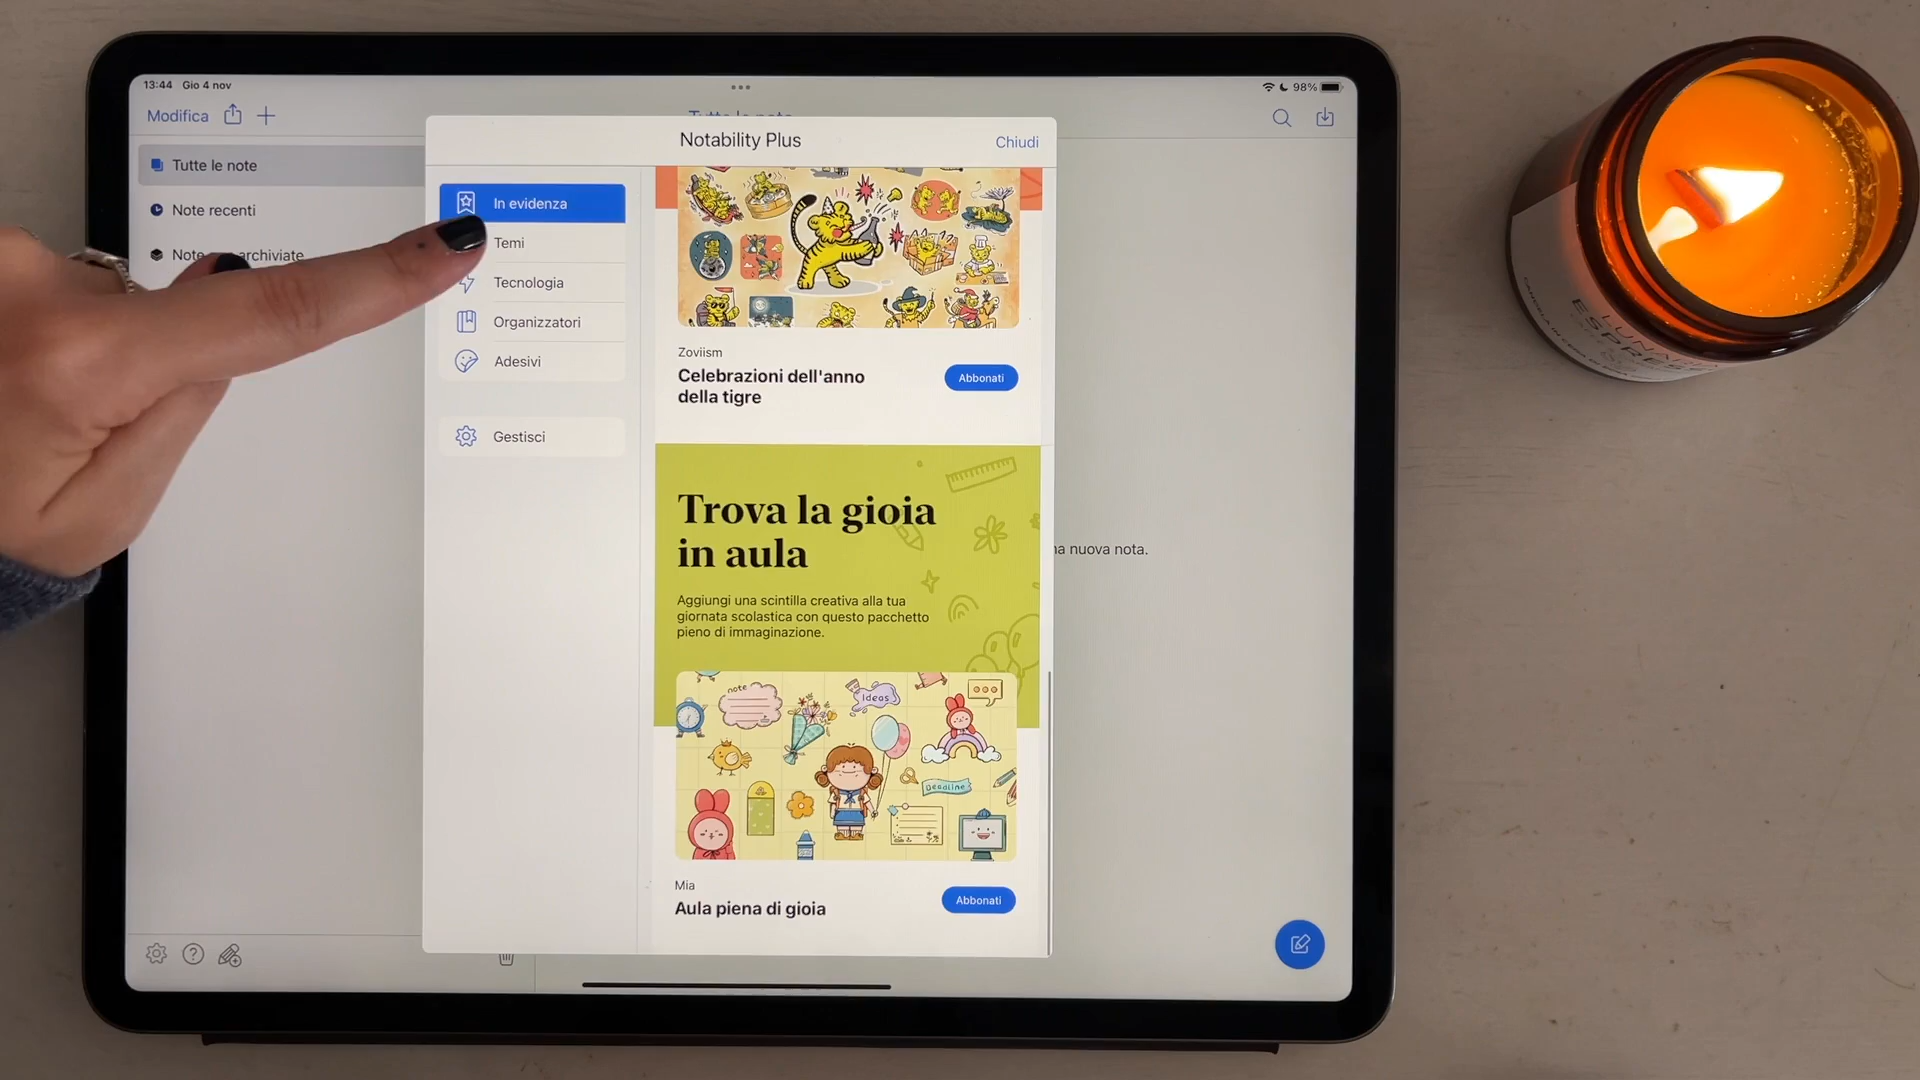 13:44 Gio 4 nov
98%
Modifica
Notability Plus
Chiudi
Tutte le note
Note recenti
Note archiviate
In evidenza
Temi
Tecnologia
Organizzatori
Adesivi
Gestisci
Zoviism
Celebrazioni dell'anno
della tigre
Abbonati
Trova la gioia
in aula
Aggiungi una scintilla creativa alla tua
giornata scolastica con questo pacchetto
pieno di immaginazione.
note
Ideas
Deadline
Mia
Aula piena di gioia
Abbonati
nuova nota.